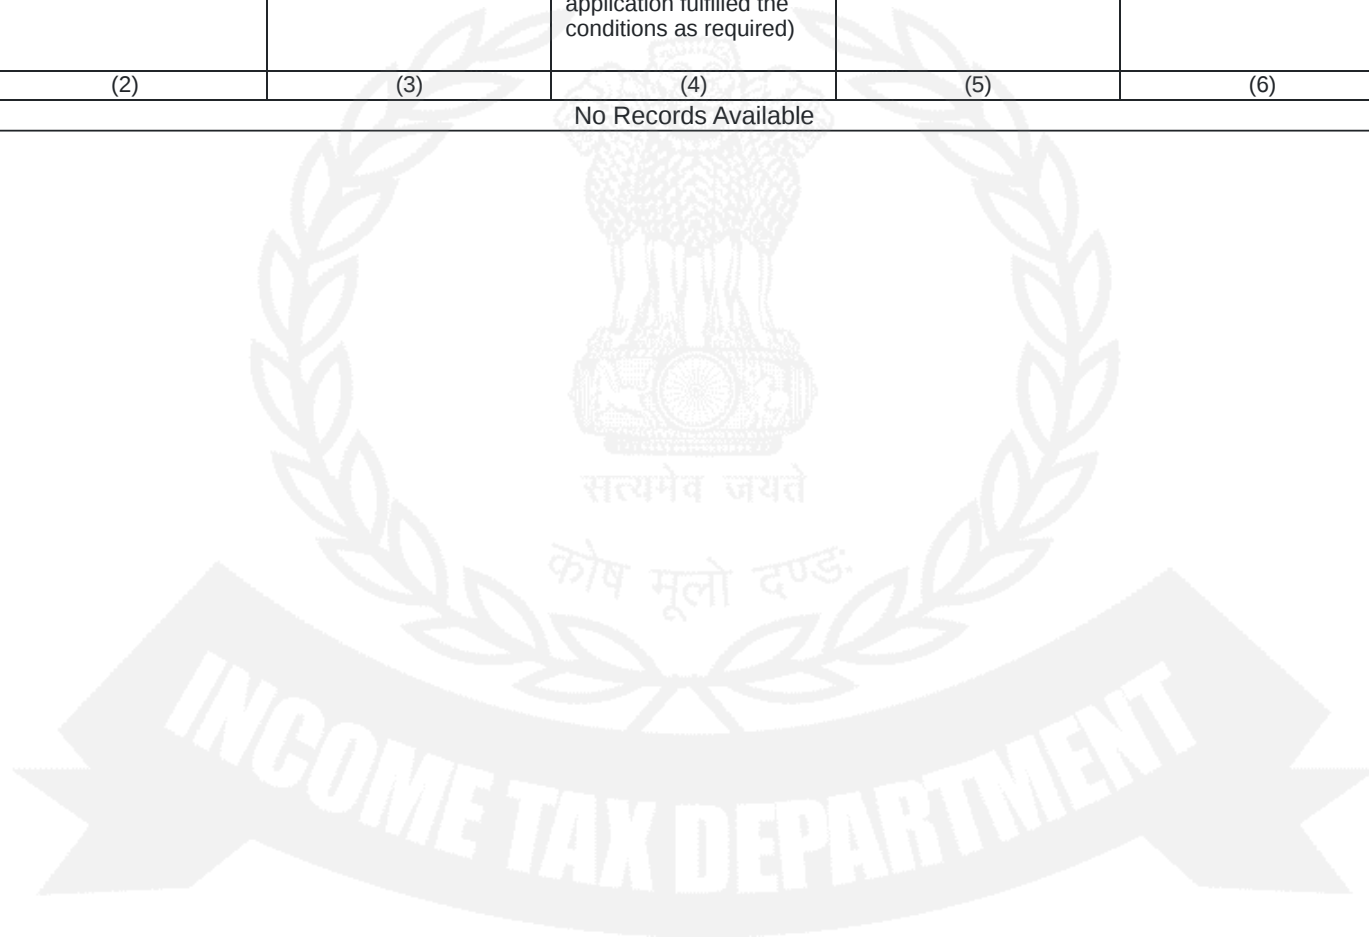 application fulfilled the
conditions as required)
(2) (3) (4) (5) (6)
No Records Available
सत्यमेव जयते
कोष मूलो दण्डः
INCOME TAX DEPARTMENT